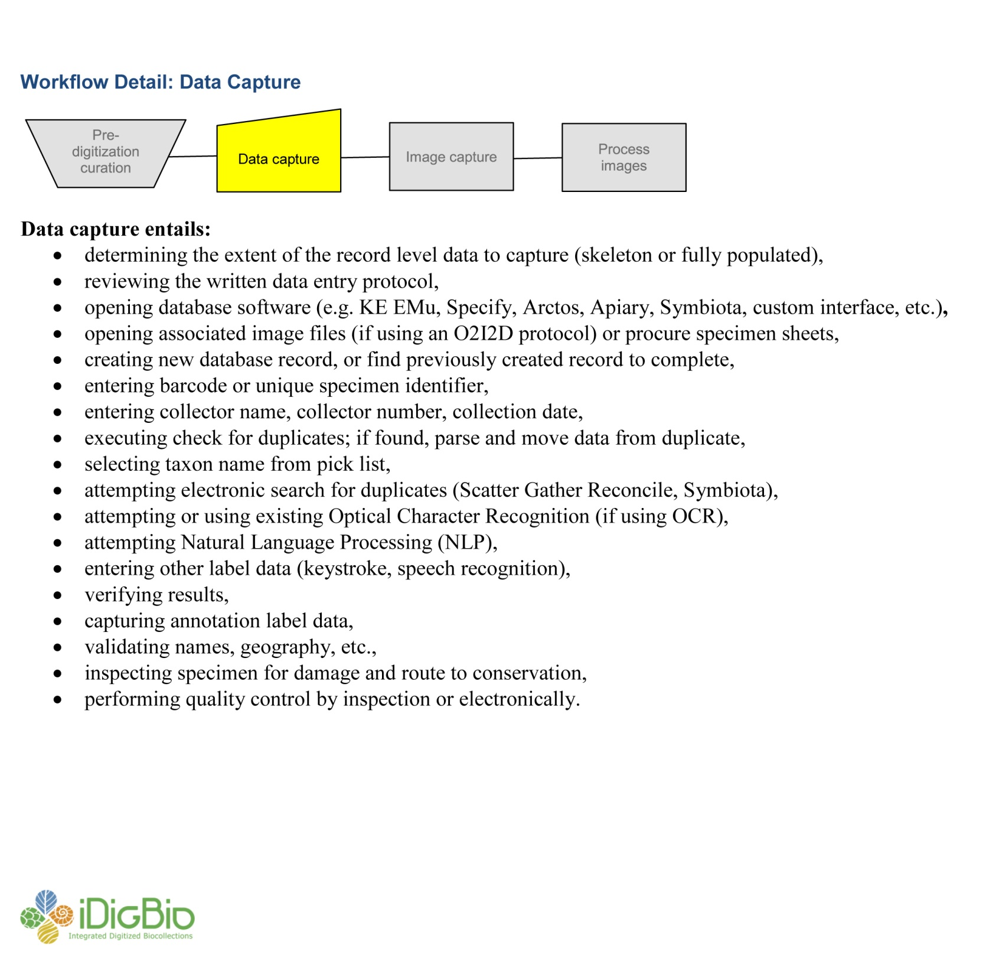 Workflow Detail: Data Capture
Pre-
digitization
curation
Data capture
Image capture
Process
images
Data capture entails:
• determining the extent of the record level data to capture (skeleton or fully populated),
• reviewing the written data entry protocol,
• opening database software (e.g. KE EMu, Specify, Arctos, Apiary, Symbiota, custom interface, etc.),
• opening associated image files (if using an O2I2D protocol) or procure specimen sheets,
• creating new database record, or find previously created record to complete,
• entering barcode or unique specimen identifier,
• entering collector name, collector number, collection date,
• executing check for duplicates; if found, parse and move data from duplicate,
• selecting taxon name from pick list,
• attempting electronic search for duplicates (Scatter Gather Reconcile, Symbiota),
• attempting or using existing Optical Character Recognition (if using OCR),
• attempting Natural Language Processing (NLP),
• entering other label data (keystroke, speech recognition),
• verifying results,
• capturing annotation label data,
• validating names, geography, etc.,
• inspecting specimen for damage and route to conservation,
• performing quality control by inspection or electronically.
iDigBio
Integrated Digitized Biocollections